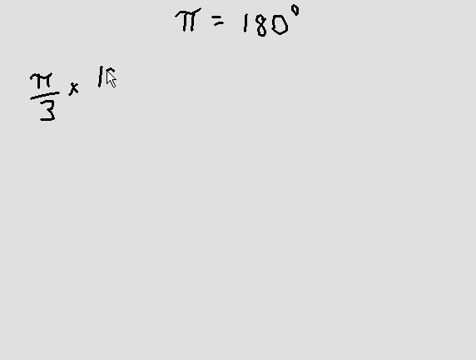 π = 180°
π/3 × 1